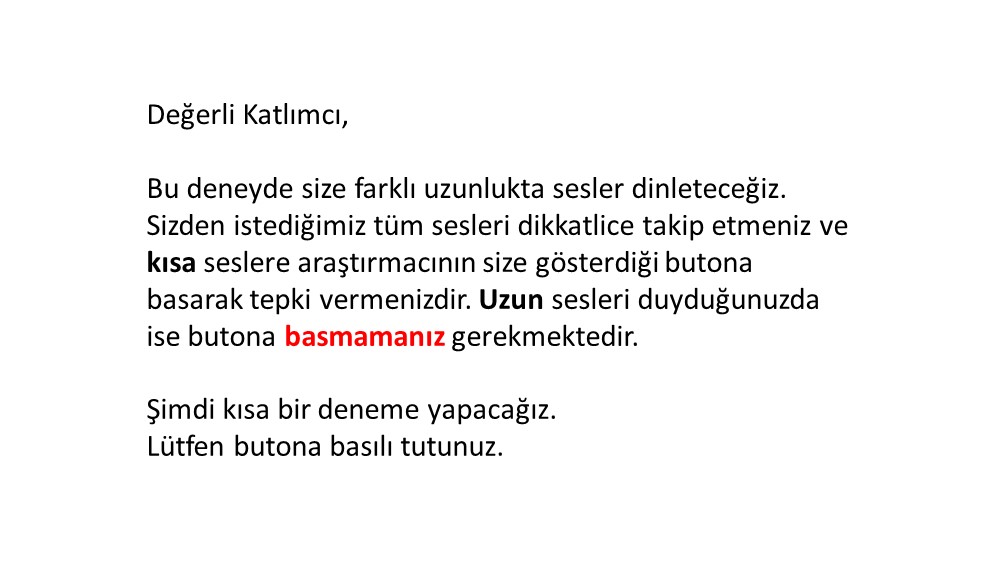 Değerli Katlımcı,
Bu deneyde size farklı uzunlukta sesler dinleteceğiz.
Sizden istediğimiz tüm sesleri dikkatlice takip etmeniz ve
kısa seslere araştırmacının size gösterdiği butona
basarak tepki vermenizdir. Uzun sesleri duyduğunuzda
ise butona basmamanız gerekmektedir.
Şimdi kısa bir deneme yapacağız.
Lütfen butona basılı tutunuz.